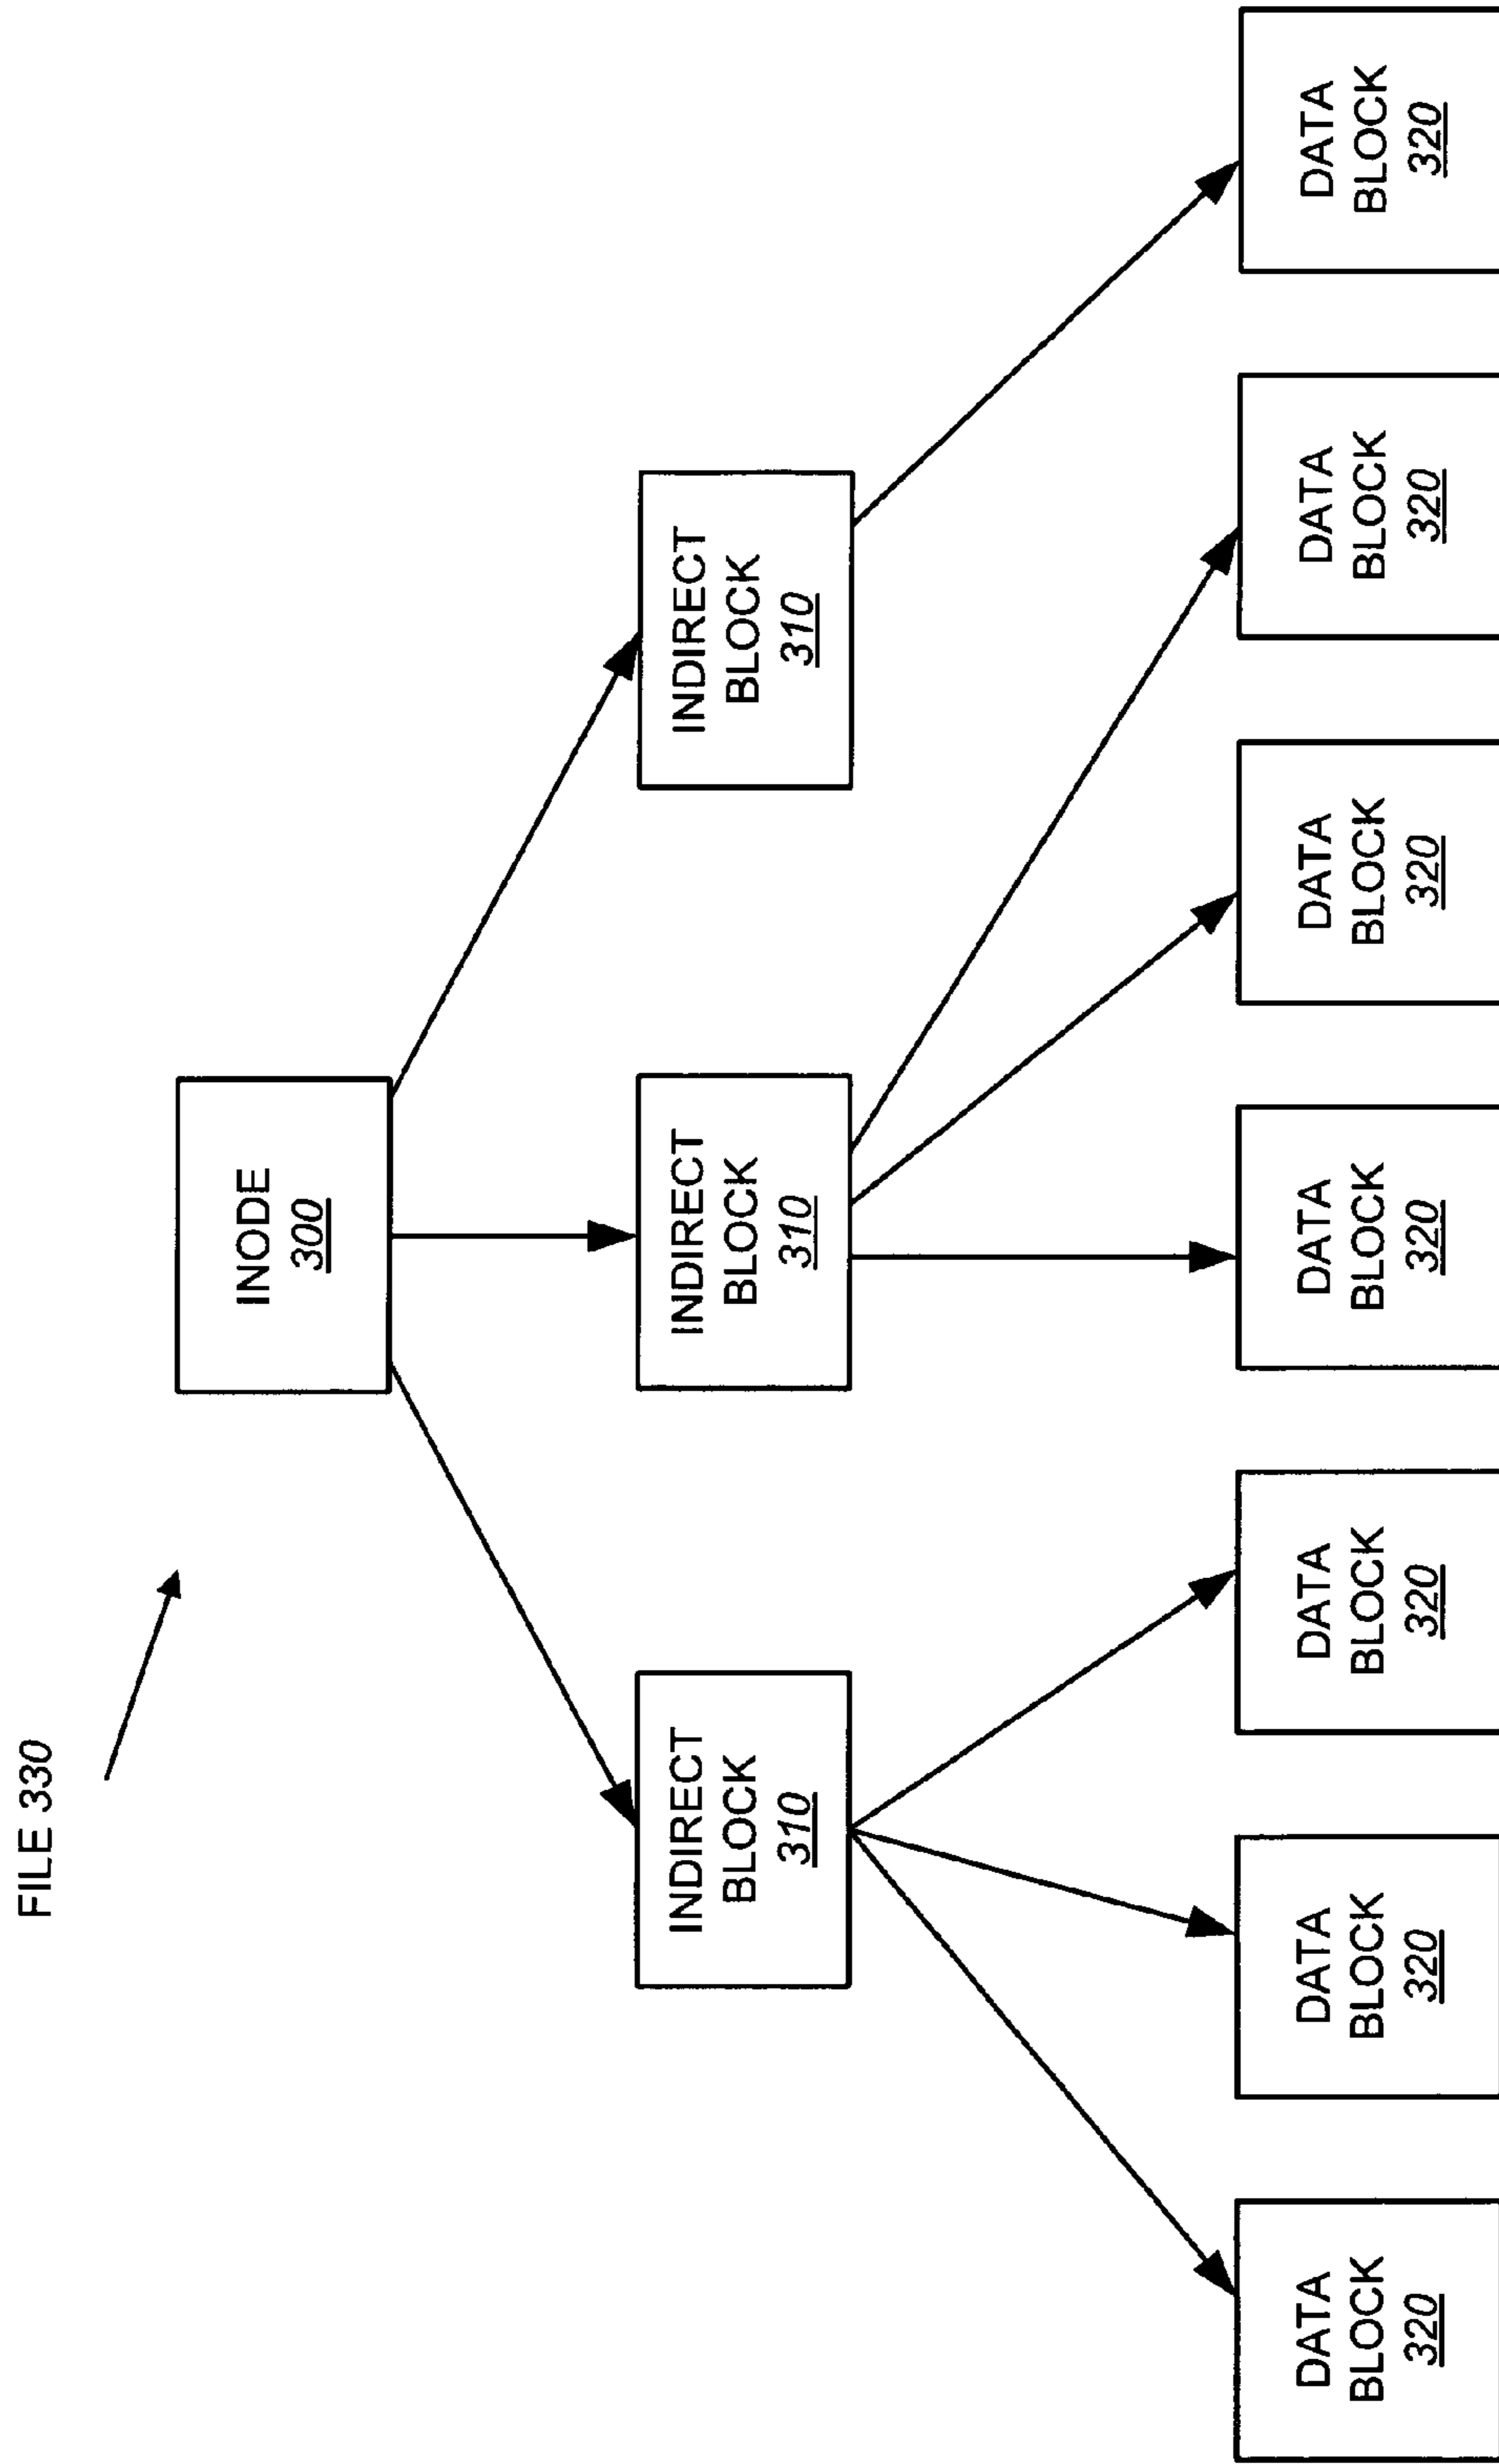 FILE 330
INODE
300
INDIRECT
BLOCK
310
INDIRECT
BLOCK
310
INDIRECT
BLOCK
310
DATA
BLOCK
320
DATA
BLOCK
320
DATA
BLOCK
320
DATA
BLOCK
320
DATA
BLOCK
320
DATA
BLOCK
320
DATA
BLOCK
320